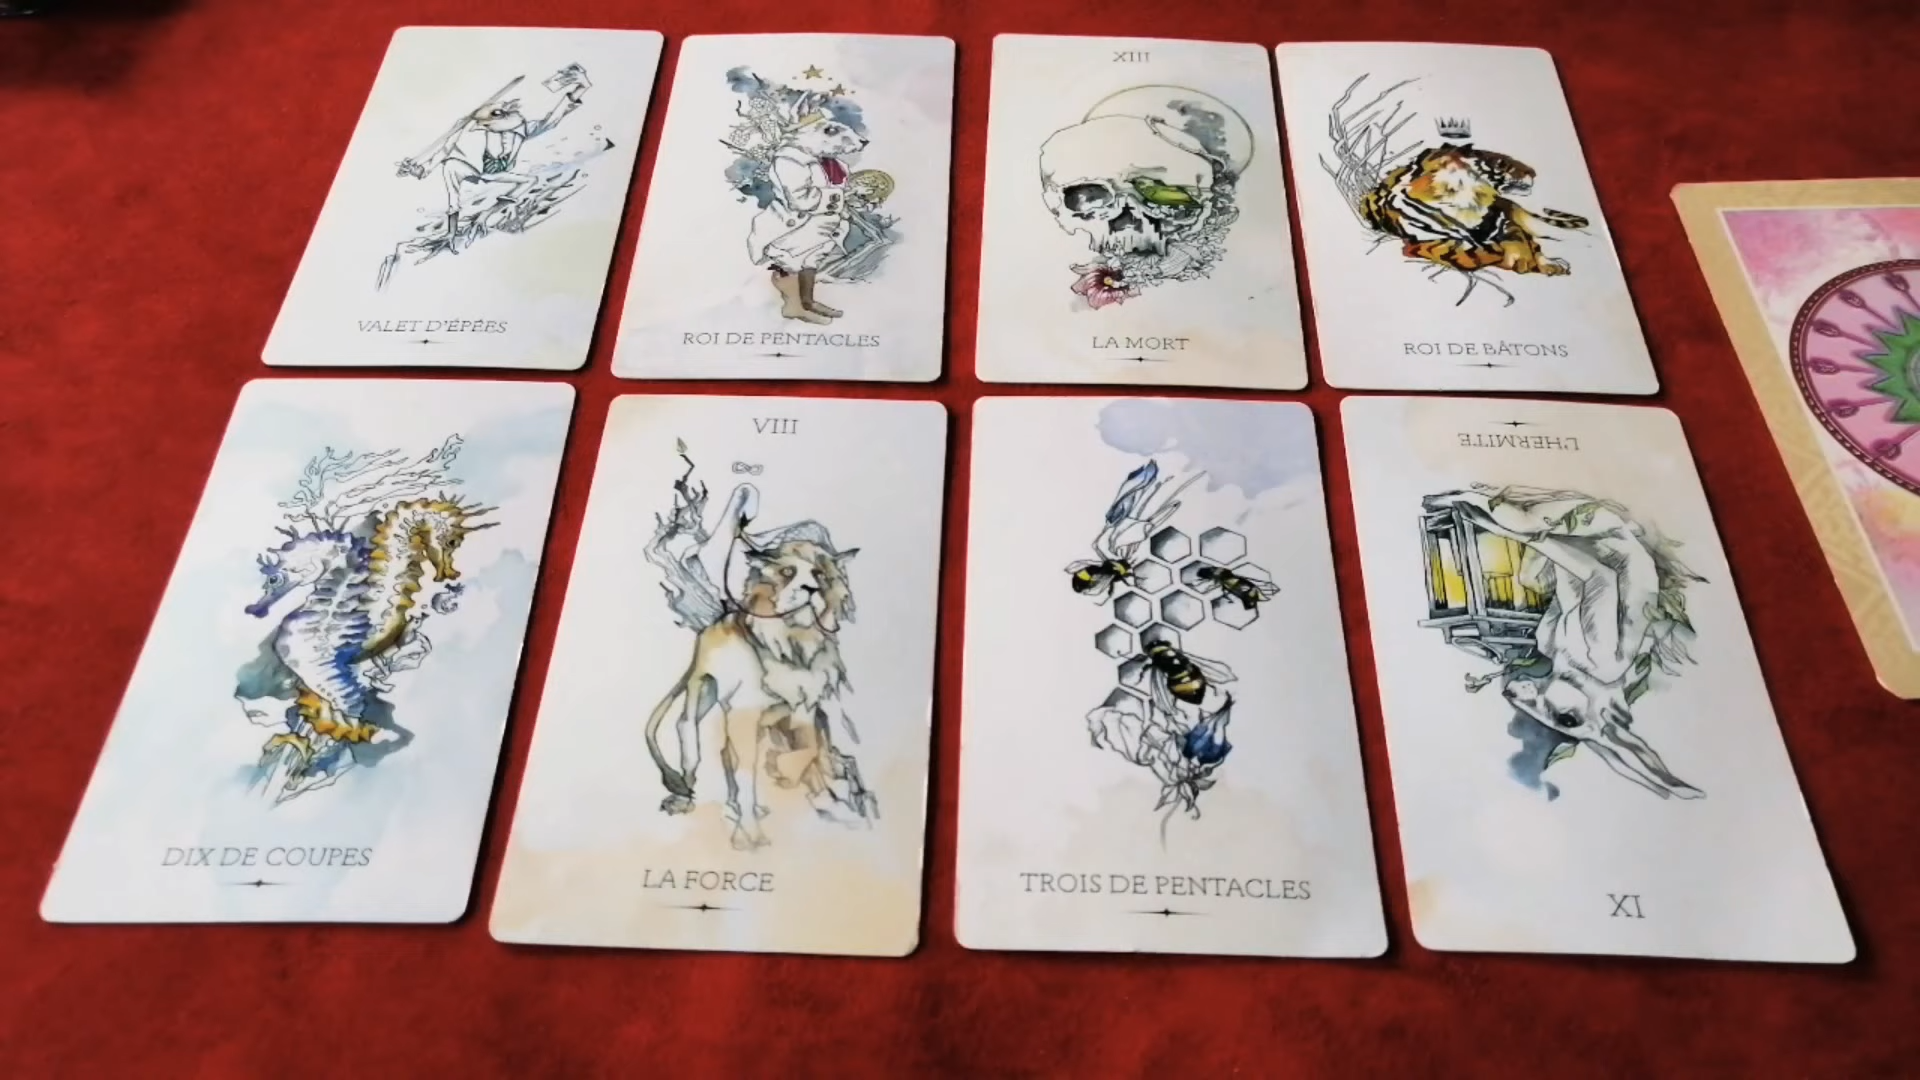 VALET D'ÉPÉES
ROI DE PENTACLES
XIII
LA MORT
ROI DE BÂTONS
DIX DE COUPES
VIII
LA FORCE
TROIS DE PENTACLES
L'HERMITE
IX